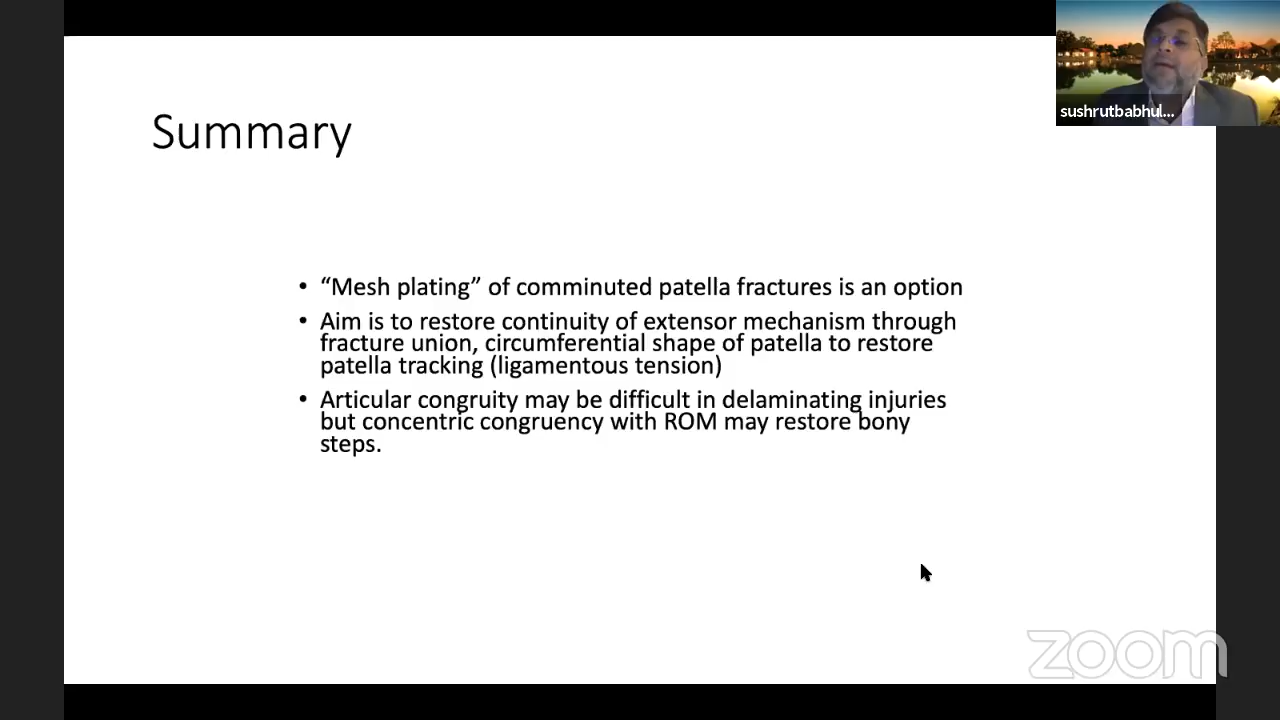 sushrutbabhul...
Summary
• “Mesh plating” of comminuted patella fractures is an option
• Aim is to restore continuity of extensor mechanism through
fracture union, circumferential shape of patella to restore
patella tracking (ligamentous tension)
• Articular congruity may be difficult in delaminating injuries
but concentric congruency with ROM may restore bony
steps.
zoom